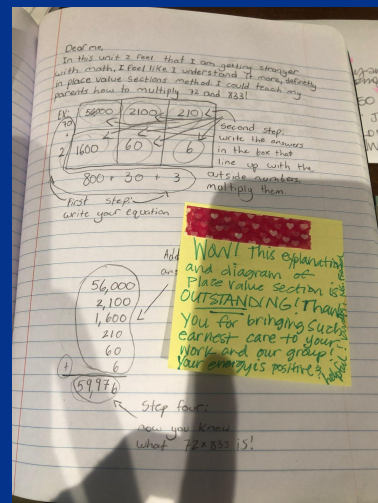 Dear me,
In this unit I feel that I am getting stronger
with math, I feel like I understand it more, definetly
in place value sections method. I could teach my
parents how to multiply 72 and 833!
EX:
70 56000 2100 210
+
2 1600 60 6
800 + 30 + 3
Second step:
write the answers
in the box that
line up with the
outside numbers,
multiply them.
First step:
write your equation
Add
56,000
2,100
1,600
210
60
+ 6
59,976
WOW! This explanation
and diagram of
Place value section is
OUTSTANDING! Thank
you for bringing such
earnest care to your
work and our group.
Your energy is positive &
Step four:
now you know
what 72 x 833 is!